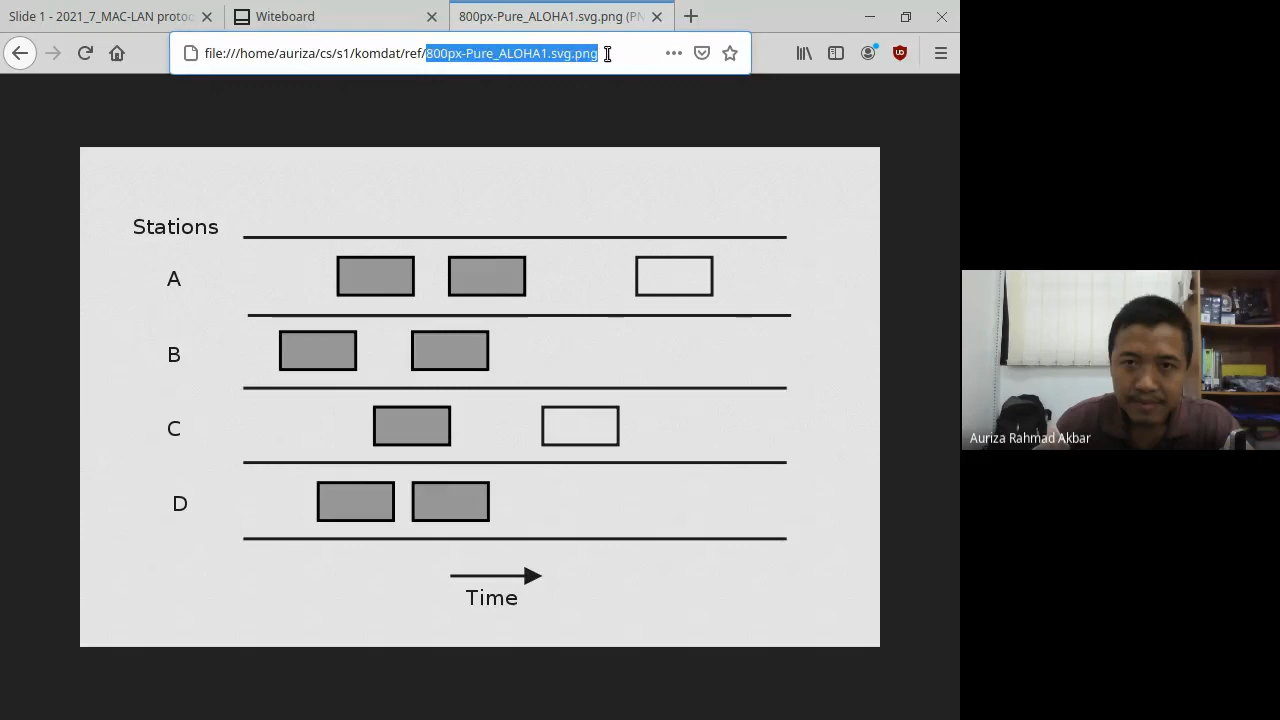 Slide 1 - 2021_7_MAC-LAN protoc
Witeboard
800px-Pure_ALOHA1.svg.png (PN
file:///home/auriza/cs/s1/komdat/ref/800px-Pure_ALOHA1.svg.png
Stations
A
B
C
D
Time
Auriza Rahmad Akbar